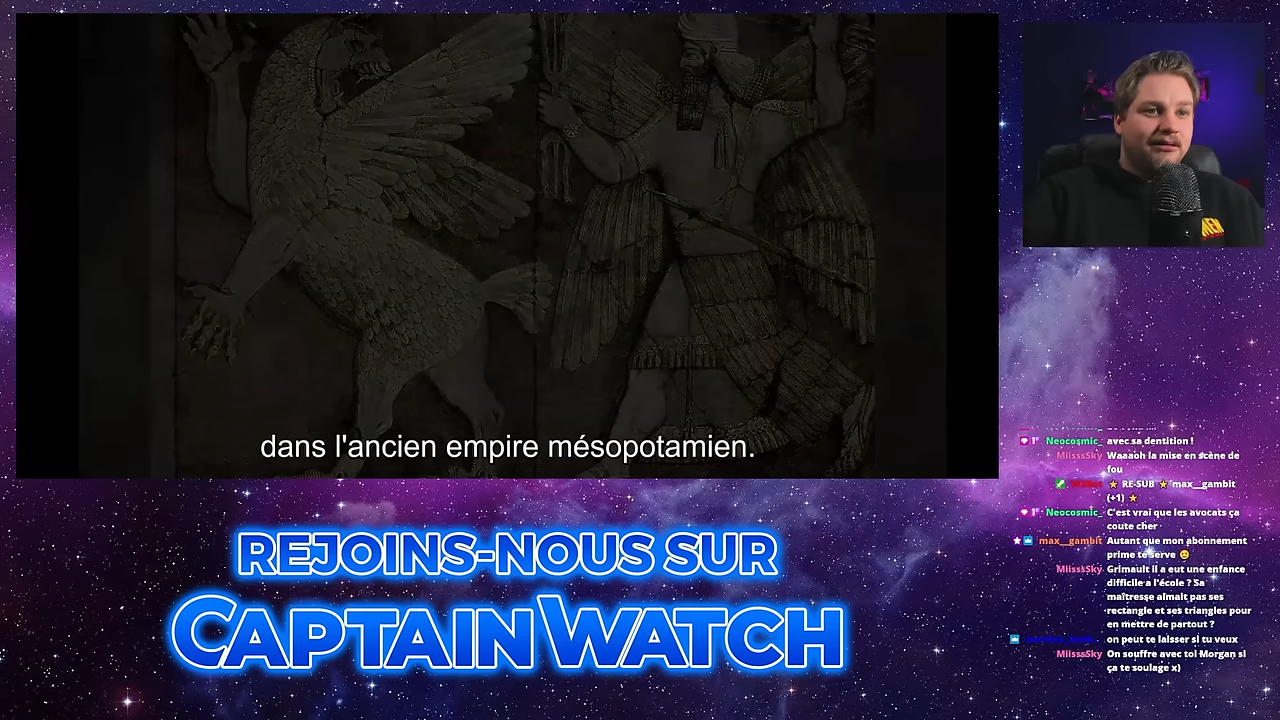 dans l'ancien empire mésopotamien.
REJOINS-NOUS SUR
CAPTAINWATCH
Neocosmic_ avec sa dentition !
MiisssSky Waaaoh la mise en scène de
fou
★ RE-SUB ★ max__gambit
(+1) ★
Neocosmic_ C'est vrai que les avocats ça
coute cher
max__gambit Autant que mon abonnement
prime te serve
MiisssSky Grimault il a eut une enfance
difficile a l'école ? Sa
maîtresse aimait pas ses
rectangle et ses triangles pour
en mettre de partout ?
on peut te laisser si tu veux
MiisssSky On souffre avec toi Morgan si
ça te soulage x)